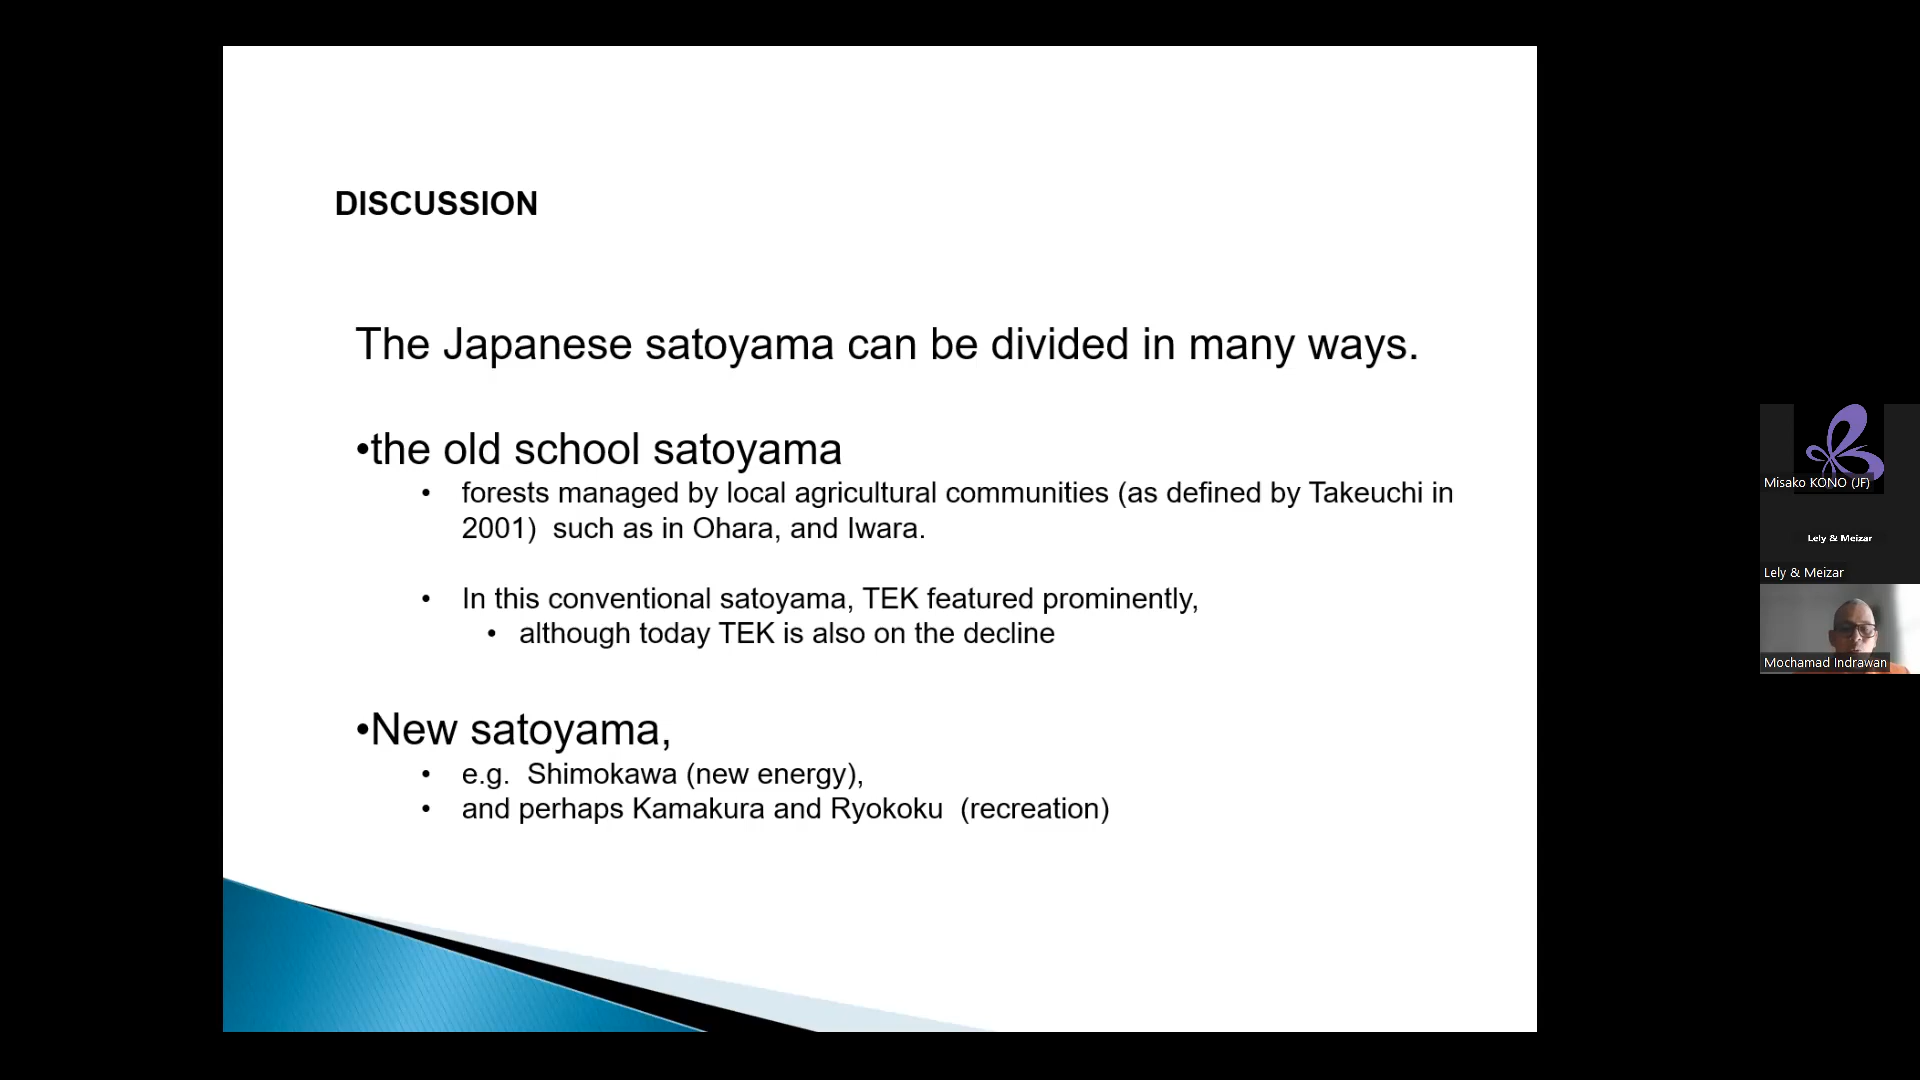 DISCUSSION
The Japanese satoyama can be divided in many ways.
•the old school satoyama
• forests managed by local agricultural communities (as defined by Takeuchi in
2001)  such as in Ohara, and Iwara.
• In this conventional satoyama, TEK featured prominently,
• although today TEK is also on the decline
•New satoyama,
• e.g.  Shimokawa (new energy),
• and perhaps Kamakura and Ryokoku  (recreation)
Misako KONO (JF)
Lely & Meizar
Lely & Meizar
Mochamad Indrawan